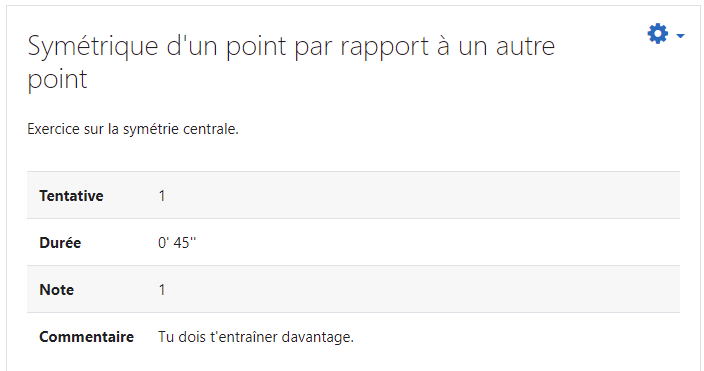 Symétrique d'un point par rapport à un autre
point
Exercice sur la symétrie centrale.
Tentative 1
Durée 0' 45''
Note 1
Commentaire Tu dois t'entraîner davantage.